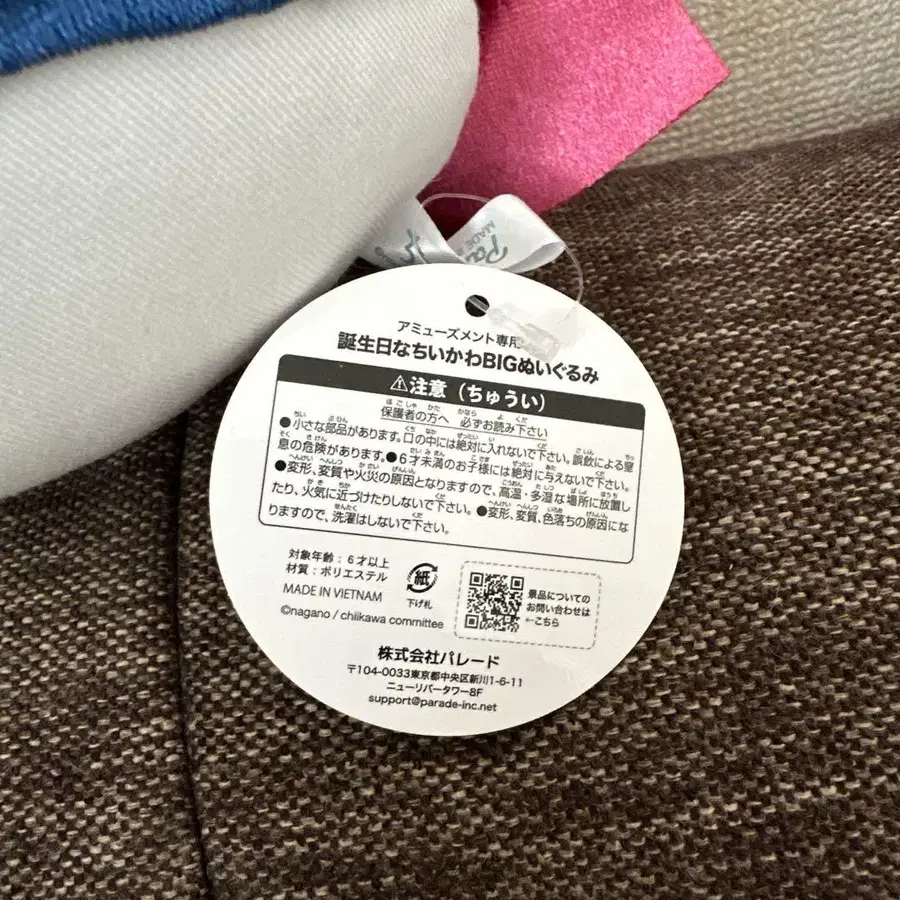 Pa
MADE
アミューズメント専用
誕生日なちいかわBIGぬいぐるみ
⚠注意（ちゅうい）
保護者の方へ 必ずお読み下さい
●小さな部品があります。口の中には絶対に入れないで下さい。誤飲による窒
息の危険があります。●6才未満のお子様には絶対に与えないで下さい。
●変形、変質や火災の原因となりますので、高温・多湿な場所に放置し
たり、火気に近づけたりしないで下さい。●変形、変質、色落ちの原因にな
りますので、洗濯はしないで下さい。
対象年齢：6才以上
材質：ポリエステル
MADE IN VIETNAM
紙
下げ札
景品についての
お問い合わせは
←こちら
©nagano / chiikawa committee
株式会社パレード
〒104-0033東京都中央区新川1-6-11
ニューリバータワー8F
support@parade-inc.net